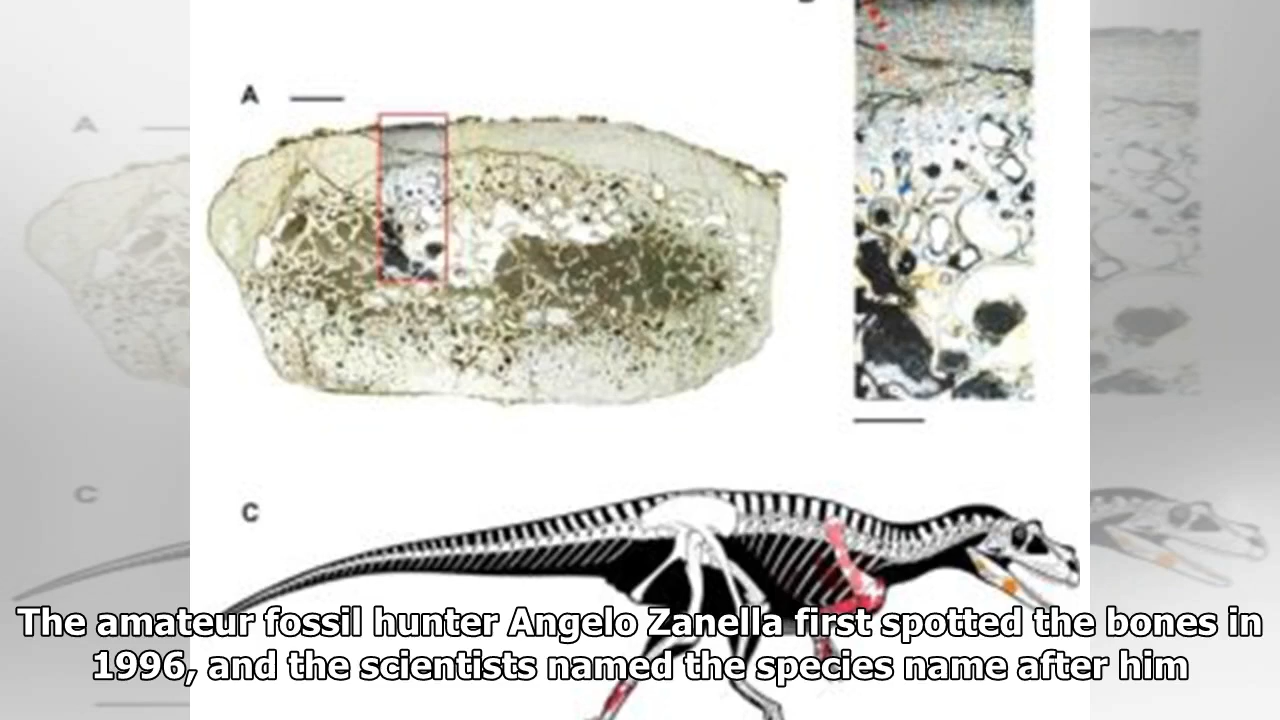 A
C
The amateur fossil hunter Angelo Zanella first spotted the bones in
1996, and the scientists named the species name after him